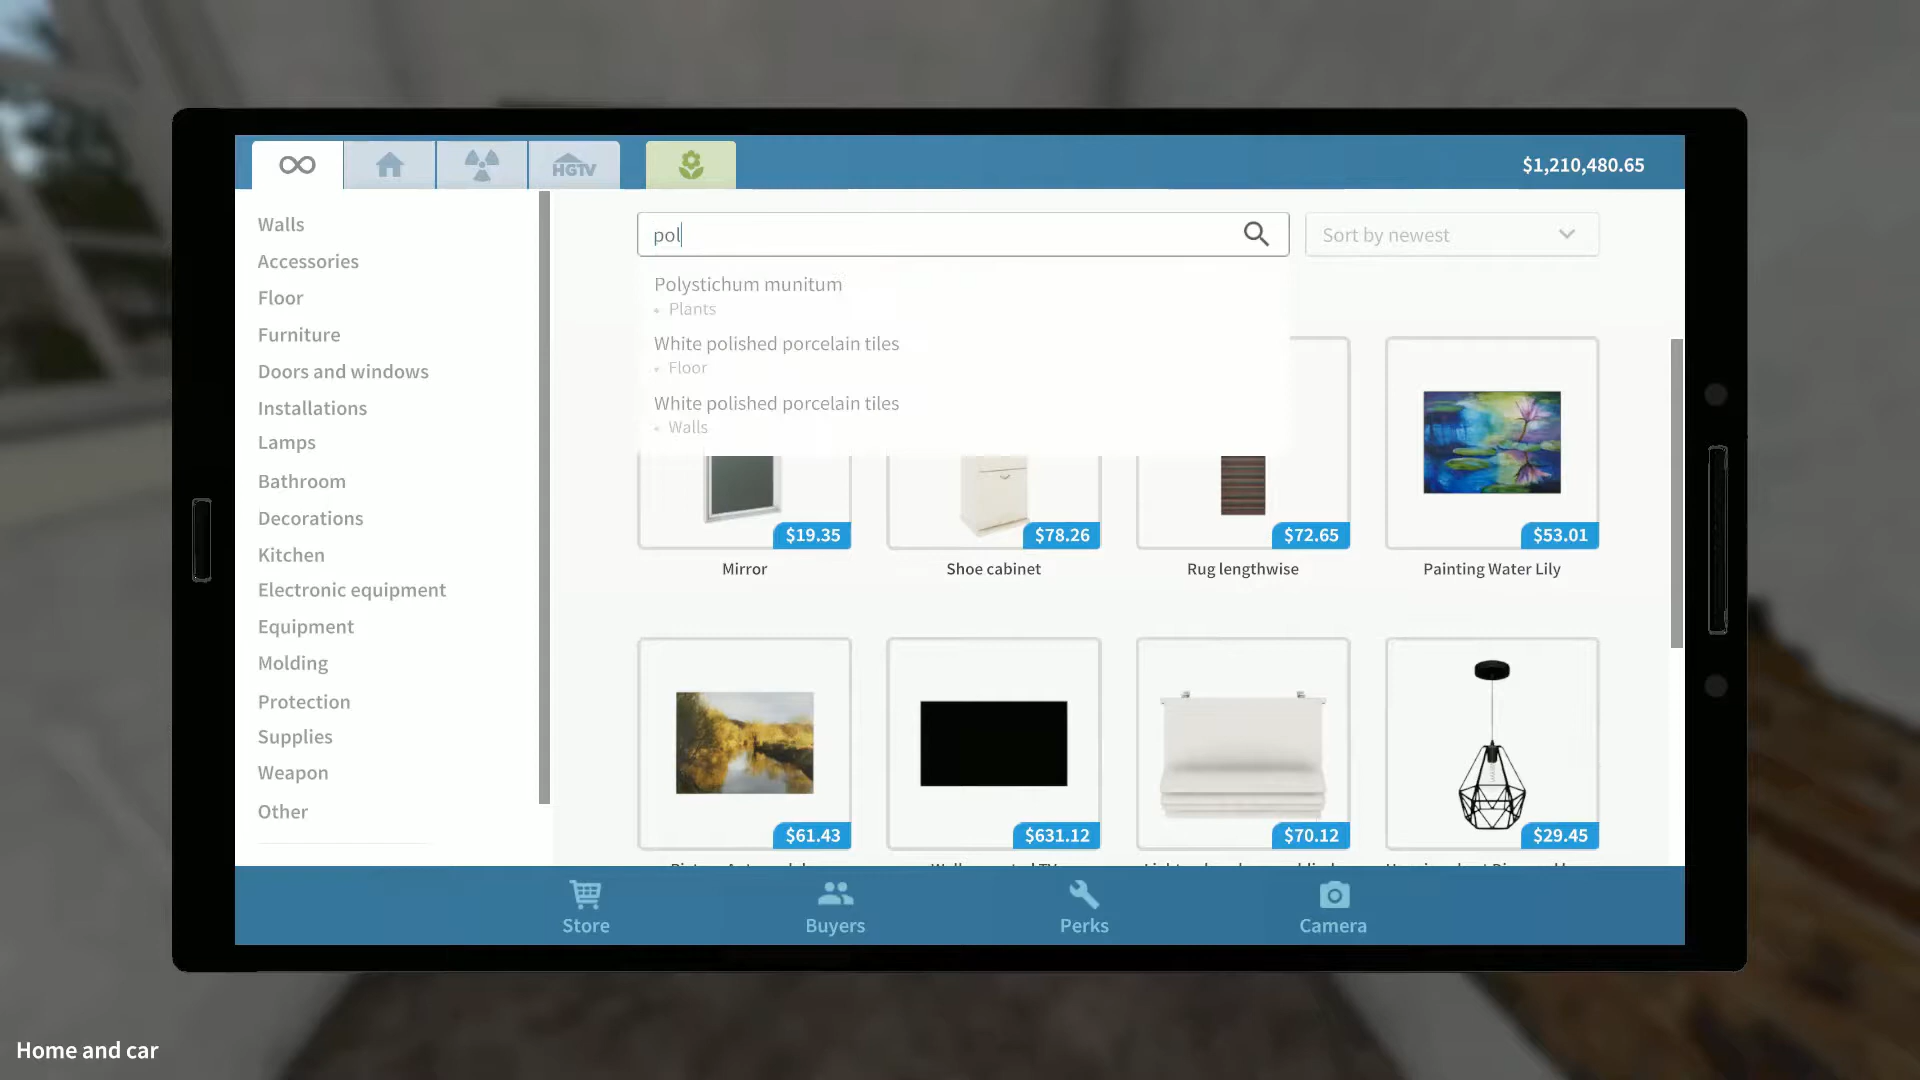 HGTV
$1,210,480.65
Walls
Accessories
Floor
Furniture
Doors and windows
Installations
Lamps
Bathroom
Decorations
Kitchen
Electronic equipment
Equipment
Molding
Protection
Supplies
Weapon
Other
pol
Sort by newest
Polystichum munitum
Plants
White polished porcelain tiles
Floor
White polished porcelain tiles
Walls
$19.35
$78.26
$72.65
$53.01
Mirror
Shoe cabinet
Rug lengthwise
Painting Water Lily
$61.43
$631.12
$70.12
$29.45
Store
Buyers
Perks
Camera
Home and car